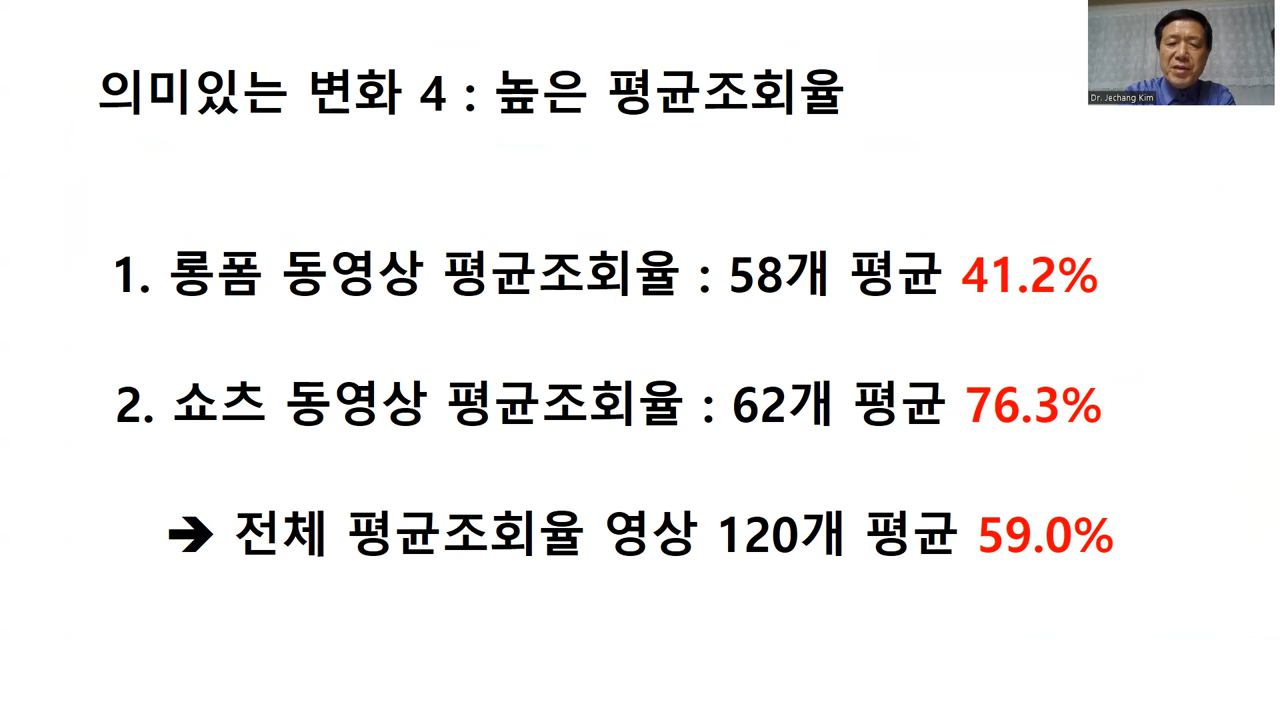 의미있는 변화 4 : 높은 평균조회율
Dr. Jechang Kim
1. 롱폼 동영상 평균조회율 : 58개 평균 41.2%
2. 쇼츠 동영상 평균조회율 : 62개 평균 76.3%
➔ 전체 평균조회율 영상 120개 평균 59.0%